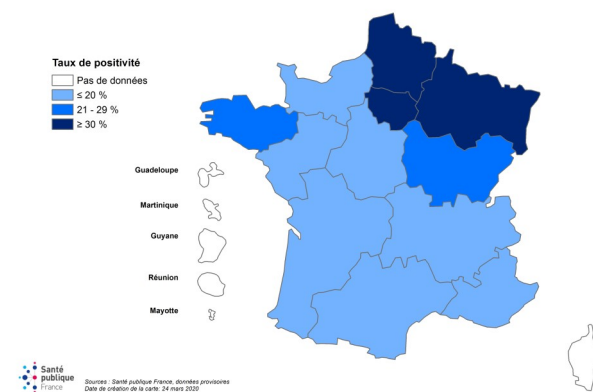 Taux de positivité
Pas de données
≤ 20 %
21 - 29 %
≥ 30 %
Guadeloupe
Martinique
Guyane
Réunion
Mayotte
Santé
publique
France
Sources : Santé publique France, données provisoires
Date de création de la carte: 24 mars 2020